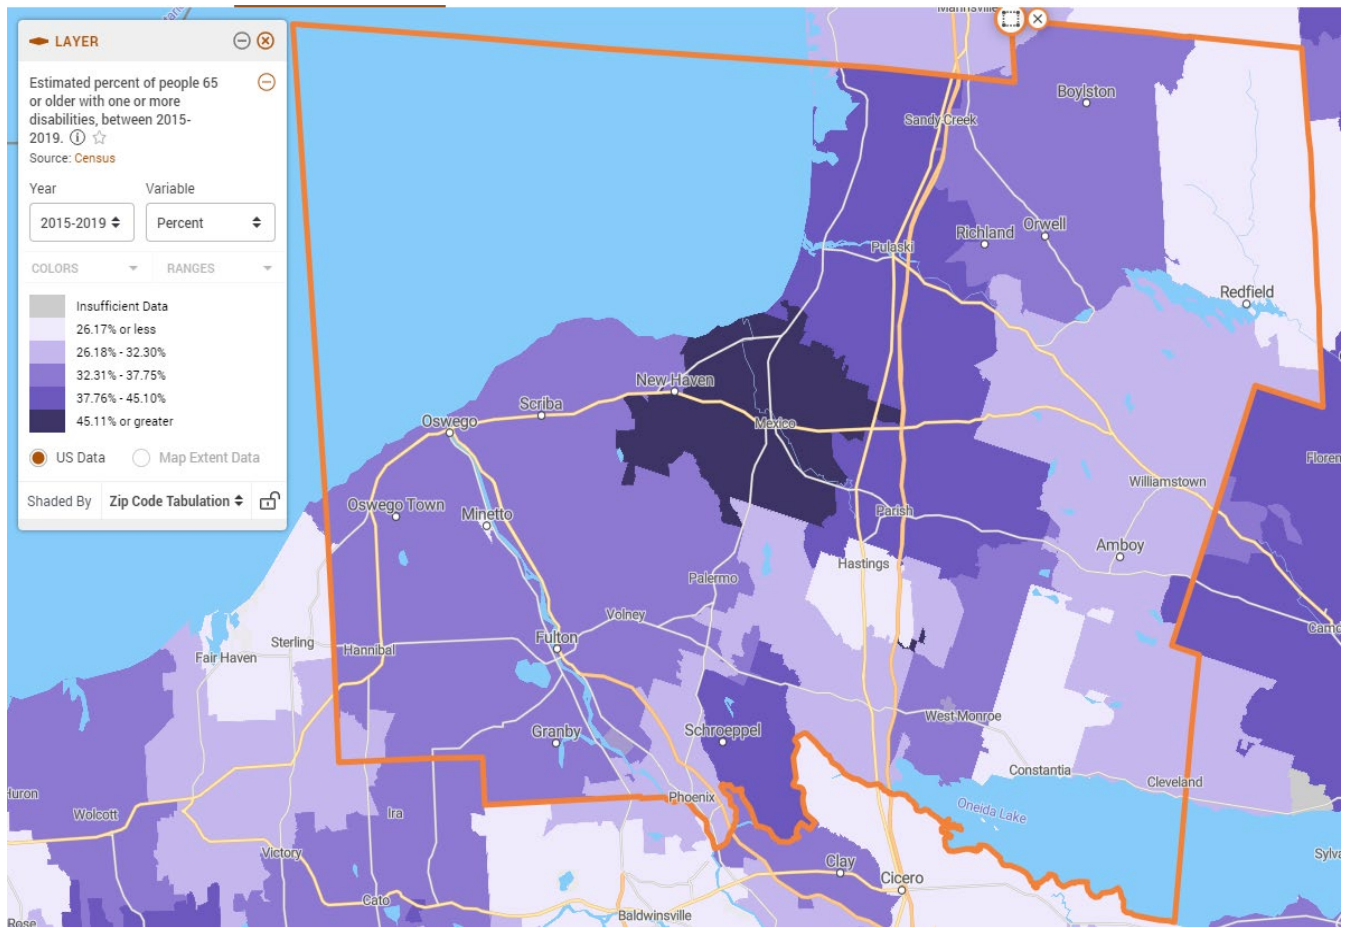 LAYER
Estimated percent of people 65
or older with one or more
disabilities, between 2015-
2019.
Source: Census
Year
Variable
2015-2019
Percent
COLORS
RANGES
Insufficient Data
26.17% or less
26.18% - 32.30%
32.31% - 37.75%
37.76% - 45.10%
45.11% or greater
US Data
Map Extent Data
Shaded By
Zip Code Tabulation
Boylston
Sandy Creek
Richland
Orwell
Pulaski
Redfield
New Haven
Scriba
Oswego
Mexico
Williamstown
Oswego Town
Minetto
Parish
Amboy
Hastings
Palermo
Volney
Fulton
Sterling
Fair Haven
Hannibal
West Monroe
Granby
Schroeppel
Constantia
Cleveland
Phoenix
Oneida Lake
Wolcott
Ira
Victory
Clay
Cicero
Cato
Baldwinsville
Rose